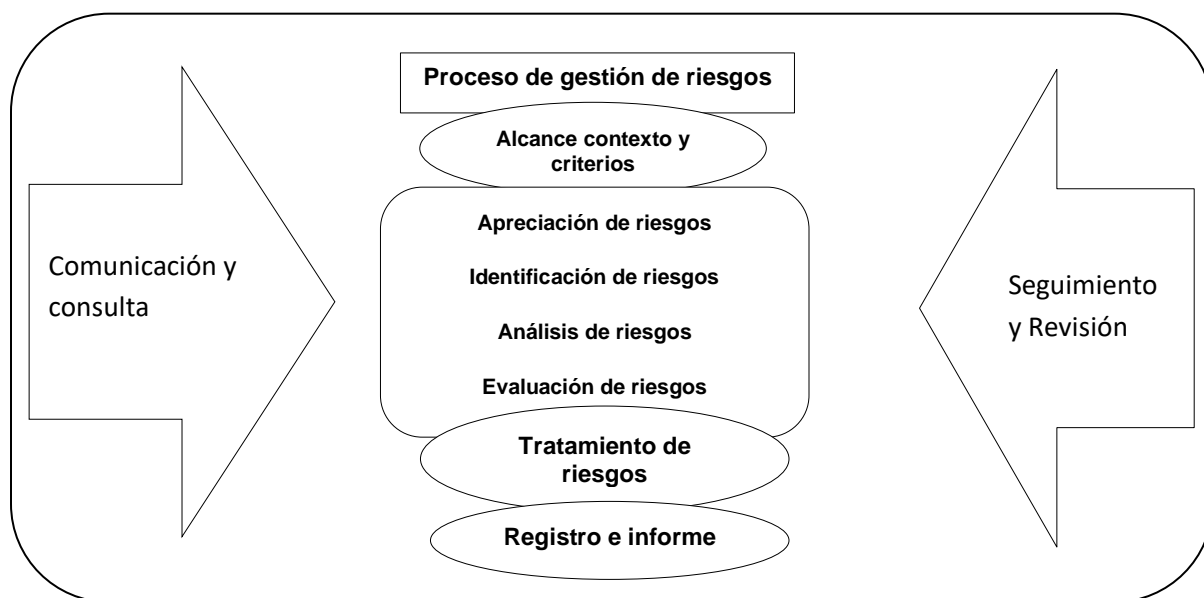 Proceso de gestión de riesgos
Alcance contexto y
criterios
Apreciación de riesgos
Identificación de riesgos
Análisis de riesgos
Evaluación de riesgos
Tratamiento de
riesgos
Registro e informe
Comunicación y
consulta
Seguimiento
y Revisión